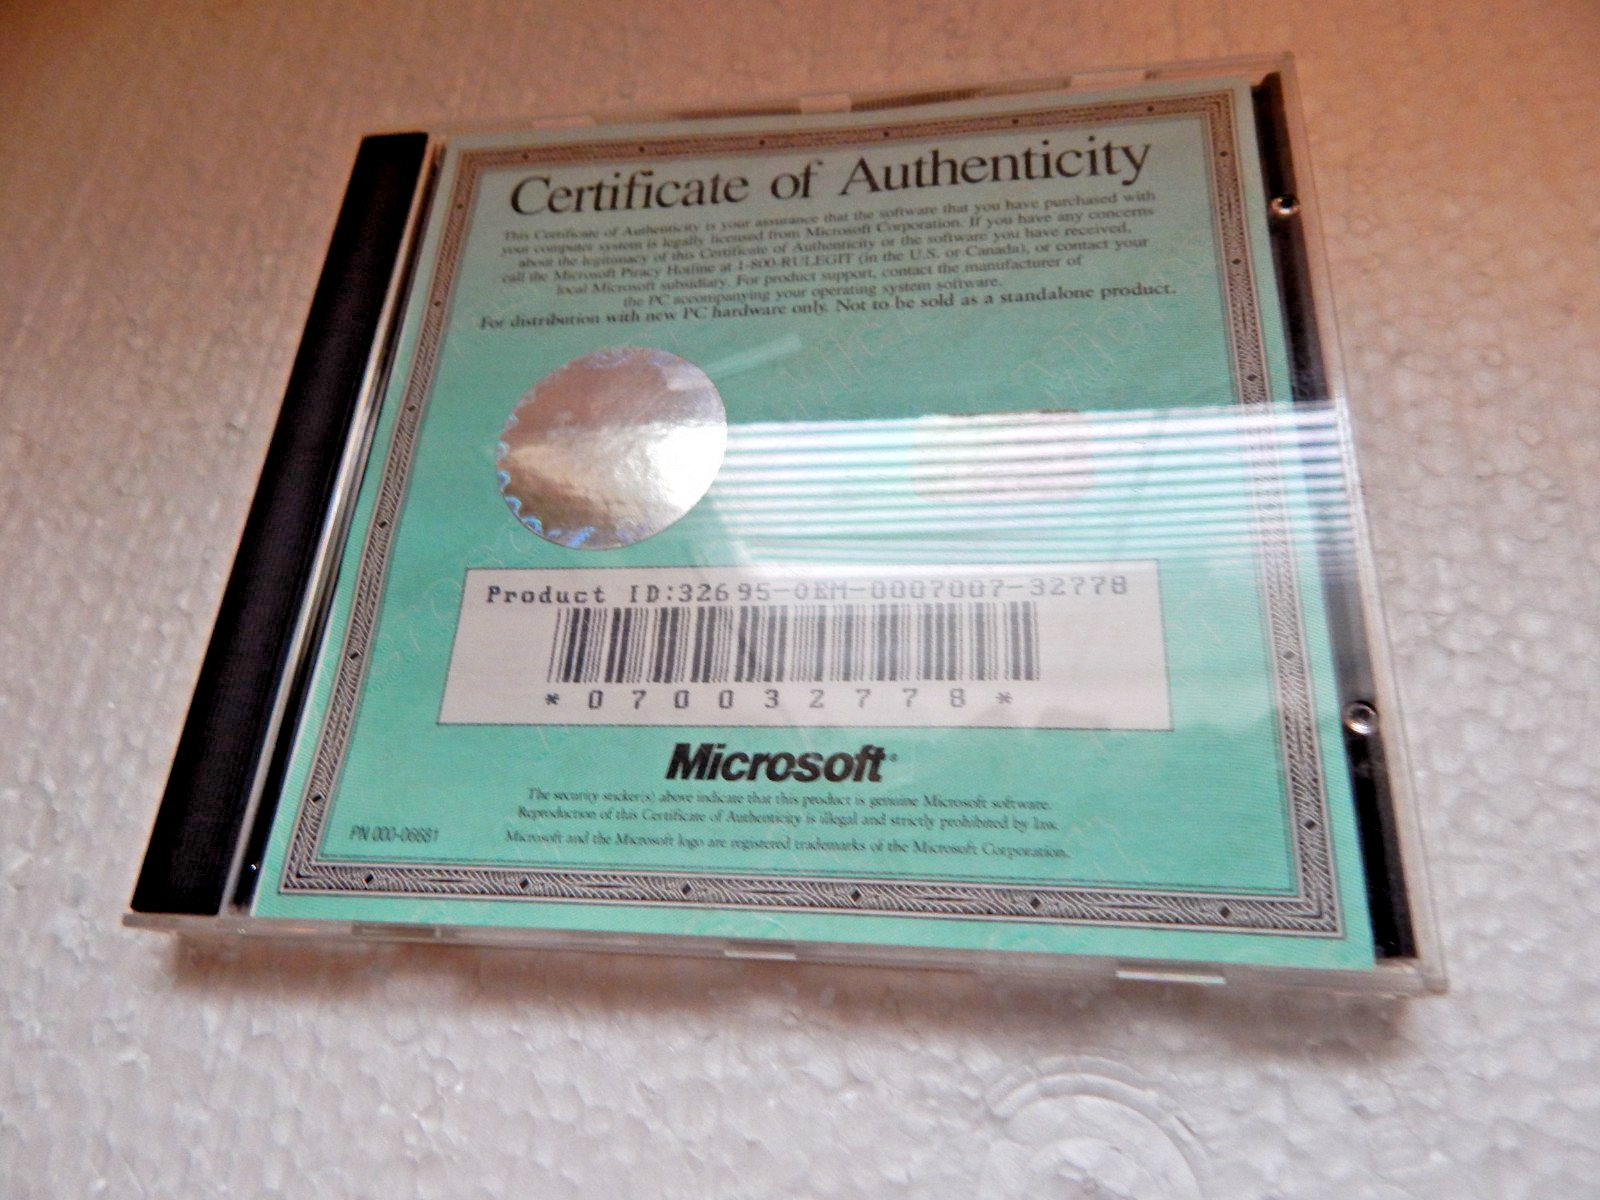 Certificate of Authenticity
This Certificate of Authenticity is your assurance that the software that you have purchased with
your computer system is legally licensed from Microsoft Corporation. If you have any concerns
about the legitimacy of this Certificate of Authenticity or the software you have received,
call the Microsoft Piracy Hotline at 1-800-RULEGIT (in the U.S. or Canada), or contact your
local Microsoft subsidiary. For product support, contact the manufacturer of
the PC accompanying your operating system software.
For distribution with new PC hardware only. Not to be sold as a standalone product.
Product ID:32695-OEM-0007007-32778
*070032778*
Microsoft
The security sticker(s) above indicate that this product is genuine Microsoft software.
Reproduction of this Certificate of Authenticity is illegal and strictly prohibited by law.
PN 000-06681
Microsoft and the Microsoft logo are registered trademarks of the Microsoft Corporation.